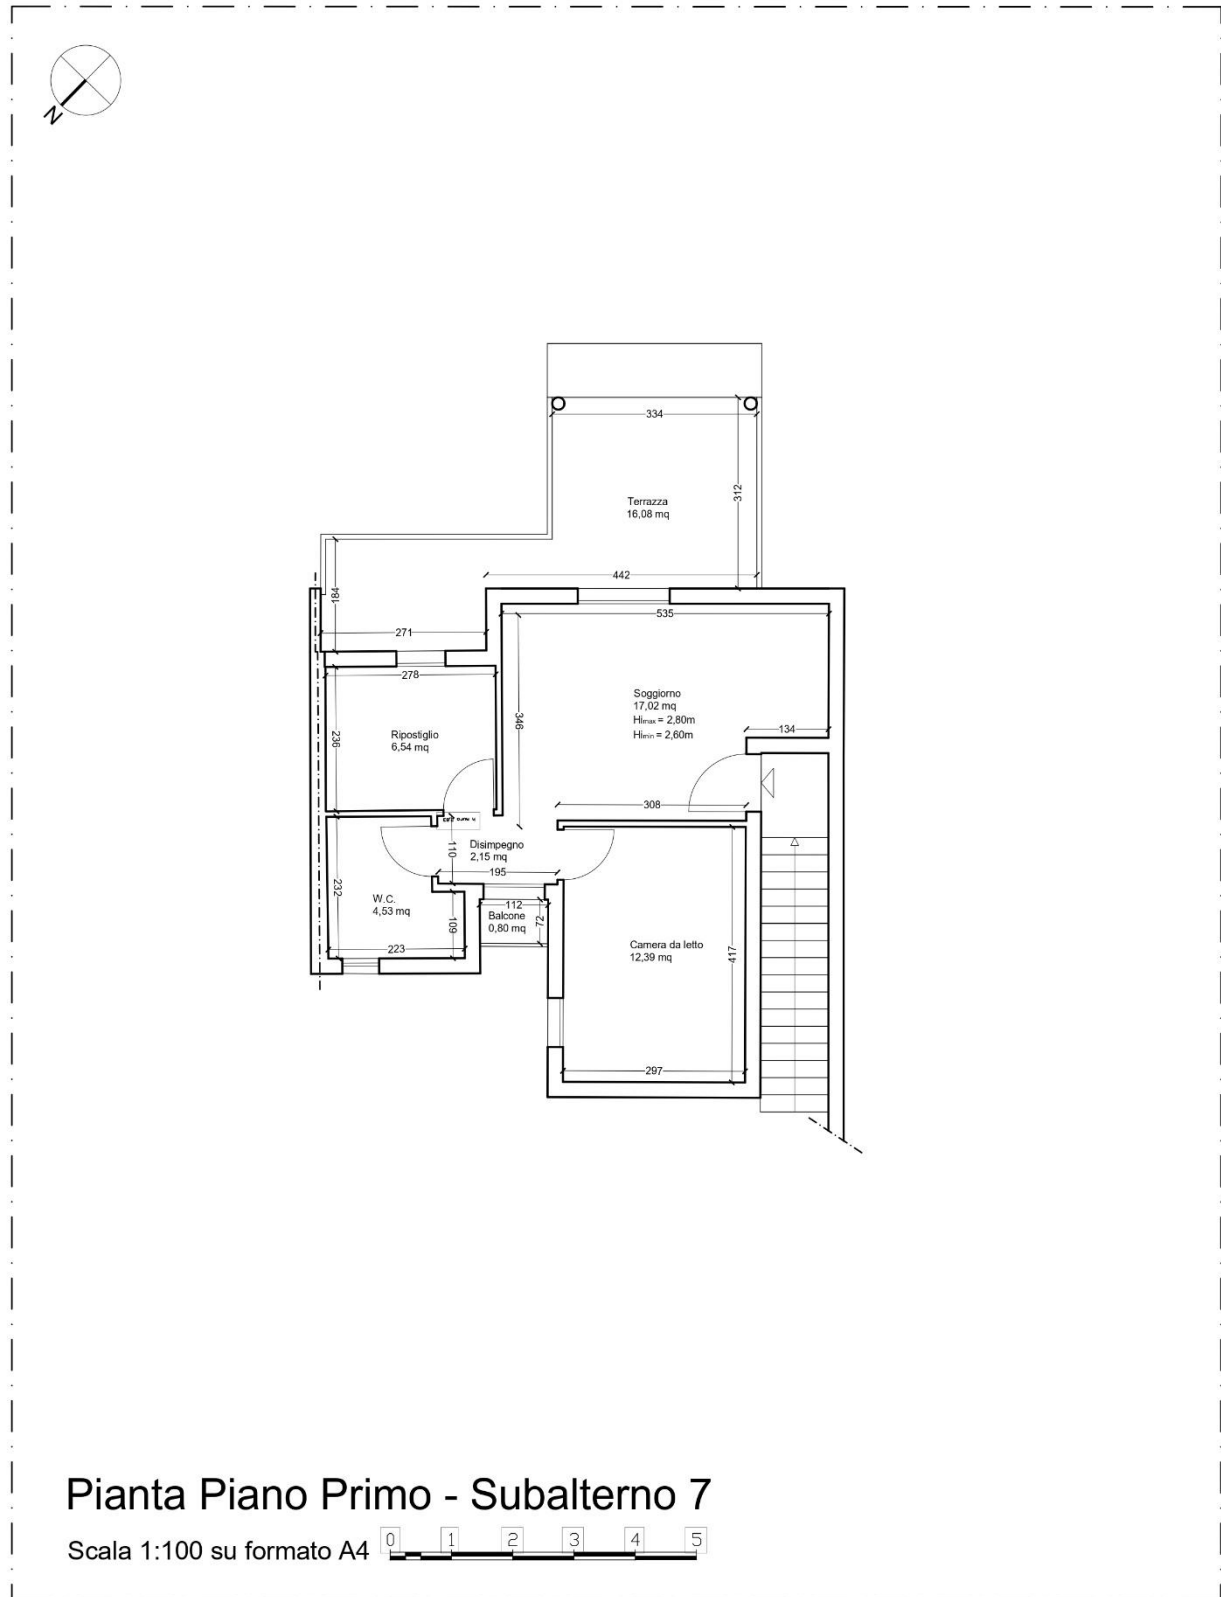 N
334
312
Terrazza
16,08 mq
442
184
535
271
278
346
Soggiorno
17,02 mq
Himax = 2,80m
Himin = 2,60m
134
236
Ripostiglio
6,54 mq
308
110
Disimpegno
2,15 mq
195
232
W.C.
4,53 mq
109
112
Balcone
0,80 mq
72
223
Camera da letto
12,39 mq
417
297
Pianta Piano Primo - Subalterno 7
Scala 1:100 su formato A4 0 1 2 3 4 5